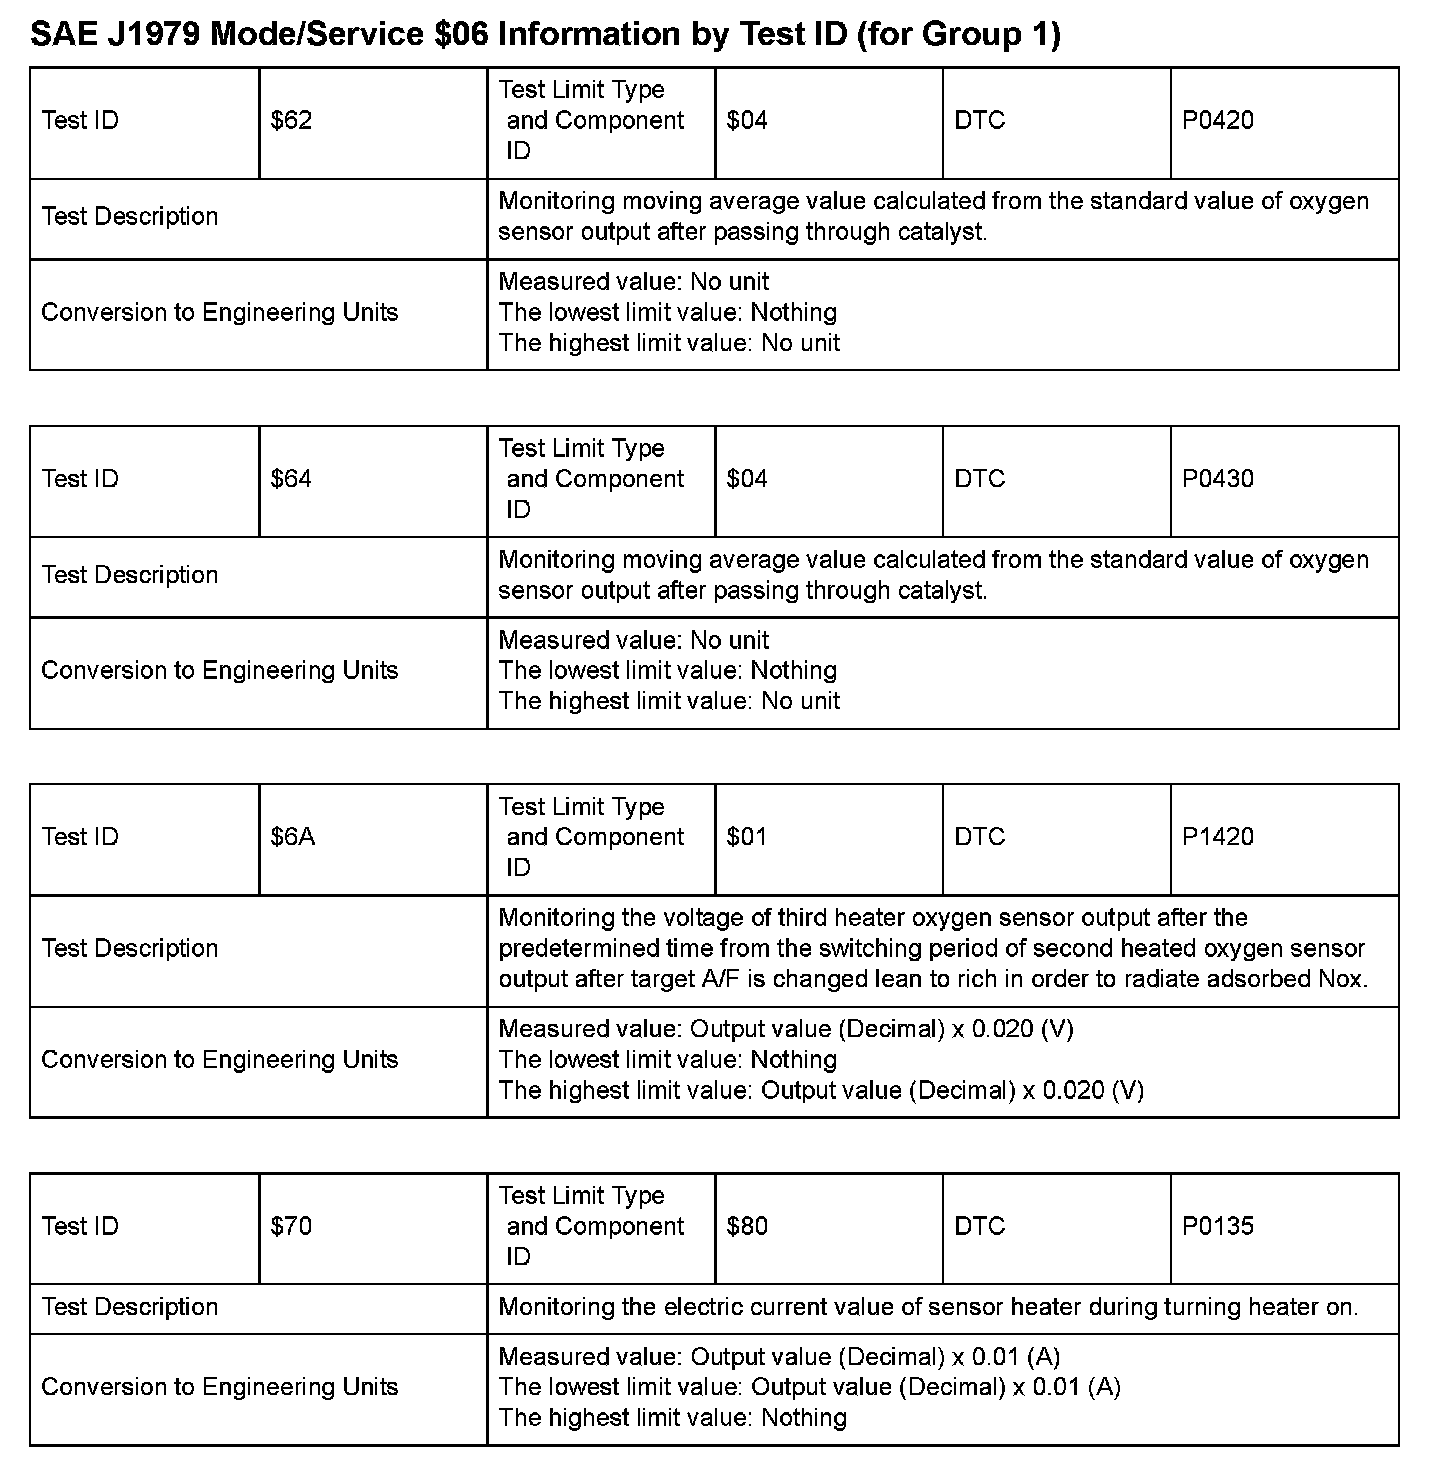 SAE J1979 Mode/Service $06 Information by Test ID (for Group 1)
Test ID
$62
Test Limit Type
and Component
ID
$04
DTC
P0420
Test Description
Monitoring moving average value calculated from the standard value of oxygen
sensor output after passing through catalyst.
Conversion to Engineering Units
Measured value: No unit
The lowest limit value: Nothing
The highest limit value: No unit
Test ID
$64
Test Limit Type
and Component
ID
$04
DTC
P0430
Test Description
Monitoring moving average value calculated from the standard value of oxygen
sensor output after passing through catalyst.
Conversion to Engineering Units
Measured value: No unit
The lowest limit value: Nothing
The highest limit value: No unit
Test ID
$6A
Test Limit Type
and Component
ID
$01
DTC
P1420
Test Description
Monitoring the voltage of third heater oxygen sensor output after the
predetermined time from the switching period of second heated oxygen sensor
output after target A/F is changed lean to rich in order to radiate adsorbed Nox.
Conversion to Engineering Units
Measured value: Output value (Decimal) x 0.020 (V)
The lowest limit value: Nothing
The highest limit value: Output value (Decimal) x 0.020 (V)
Test ID
$70
Test Limit Type
and Component
ID
$80
DTC
P0135
Test Description
Monitoring the electric current value of sensor heater during turning heater on.
Conversion to Engineering Units
Measured value: Output value (Decimal) x 0.01 (A)
The lowest limit value: Output value (Decimal) x 0.01 (A)
The highest limit value: Nothing